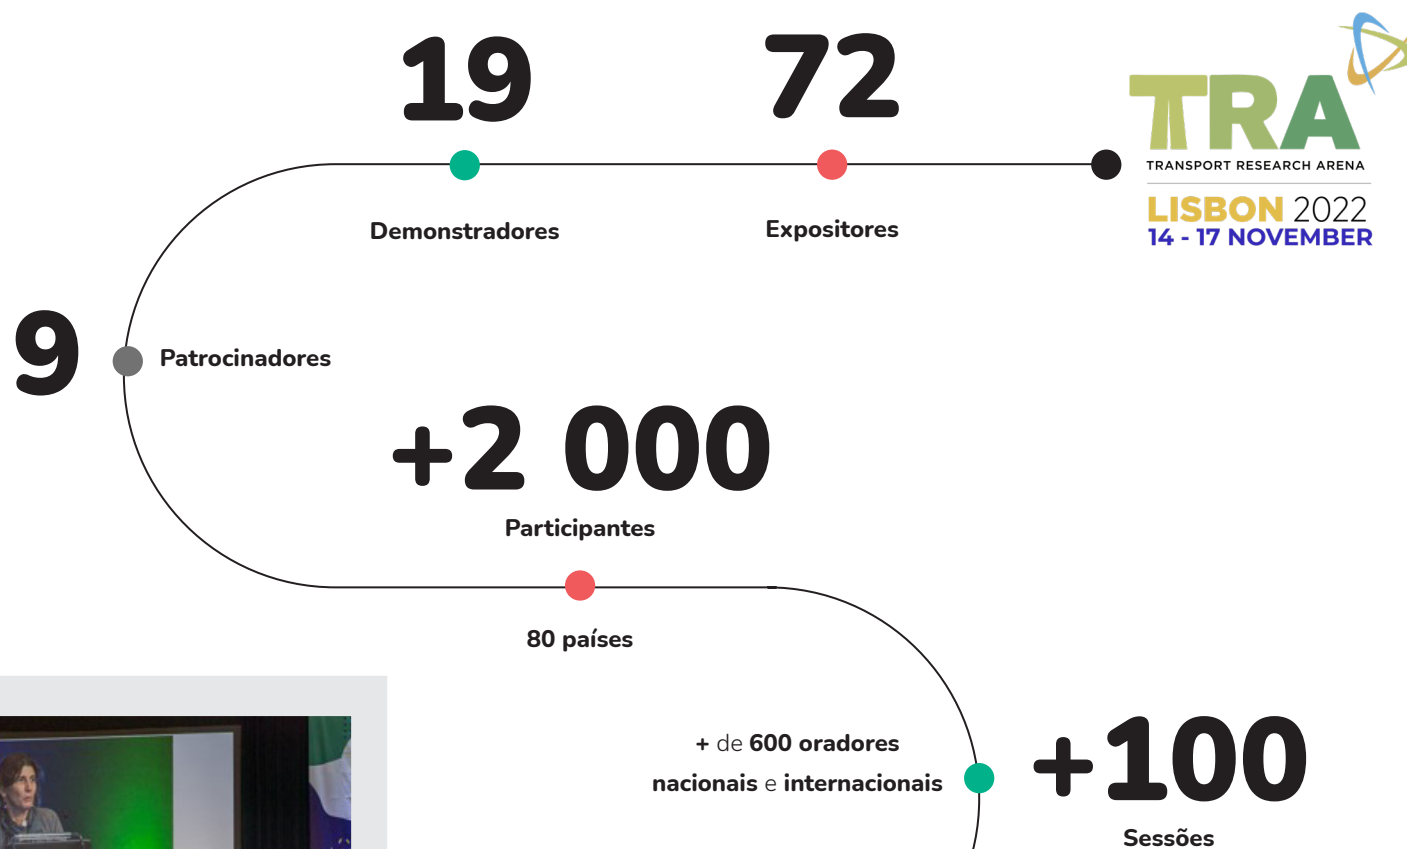 19
72
TRA
TRANSPORT RESEARCH ARENA
LISBON 2022
14 - 17 NOVEMBER
Demonstradores
Expositores
9
Patrocinadores
+2 000
Participantes
80 países
+ de 600 oradores
nacionais e internacionais
+100
Sessões